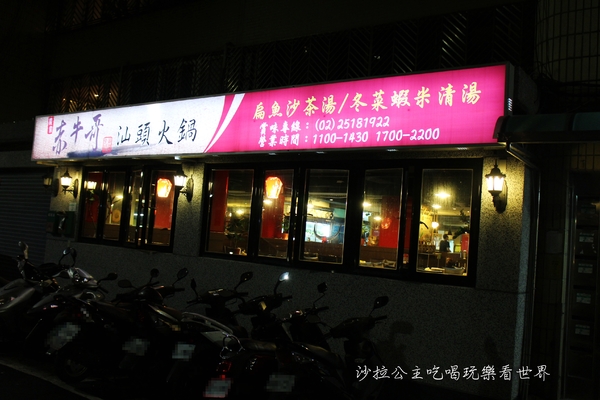 赤牛哥 汕頭火鍋
扁魚沙茶湯/冬菜蝦米清湯
賞味專線：(02)25181922
營業時間：1100-1430 1700-2200
沙拉公主吃喝玩樂看世界